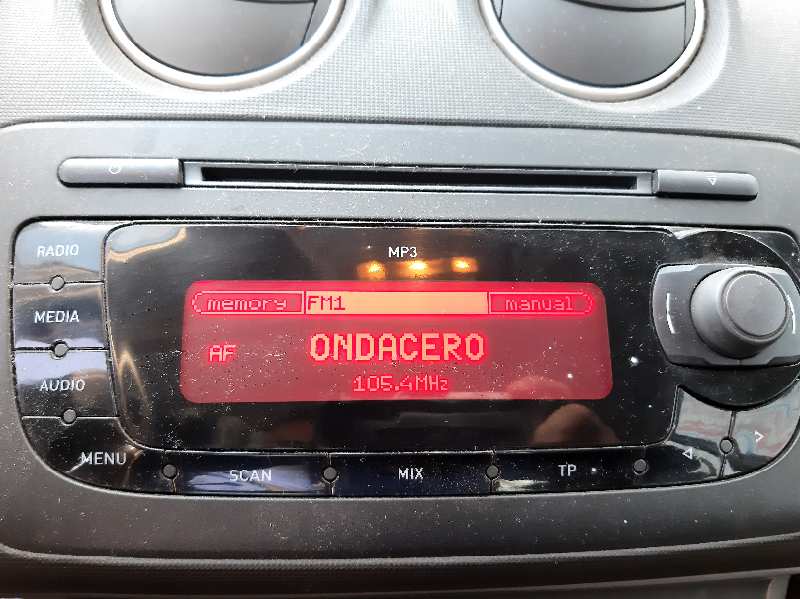 RADIO
MP3
memory FM1 manual
MEDIA
AF ONDACERO
105.4MHz
AUDIO
MENU SCAN MIX TP